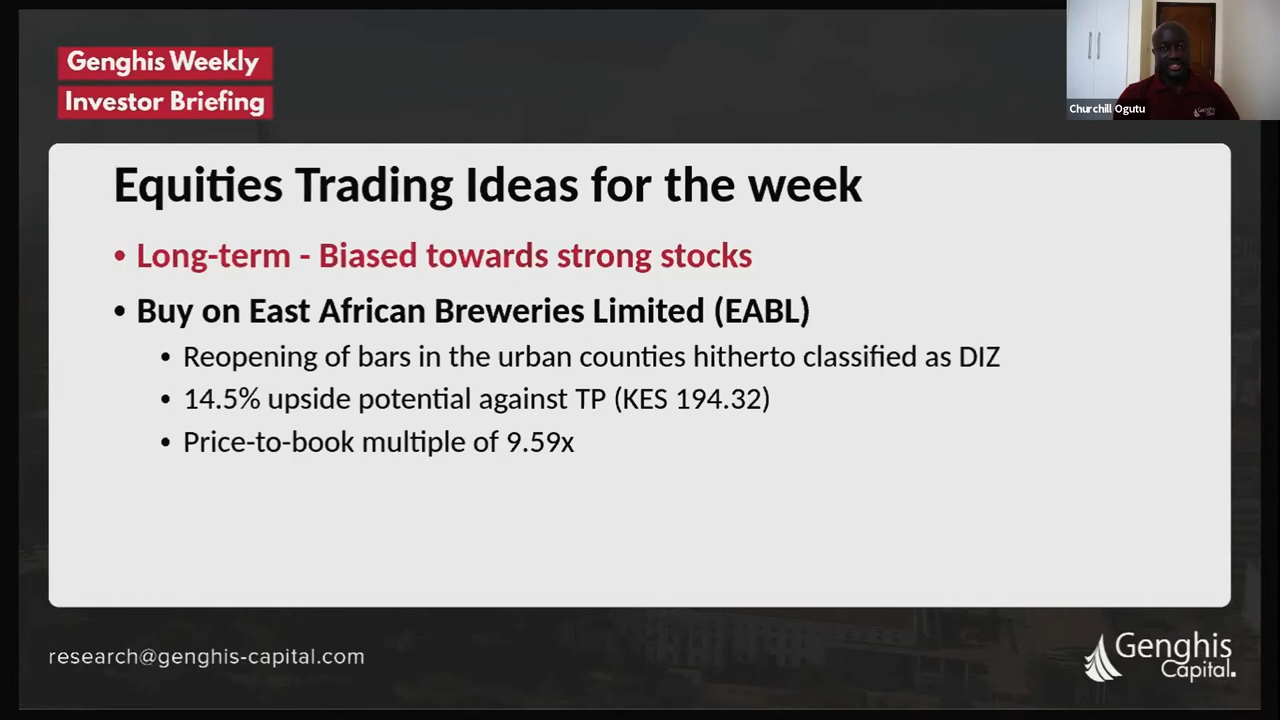 Genghis Weekly
Investor Briefing
Churchill Ogutu
Equities Trading Ideas for the week
• Long-term - Biased towards strong stocks
• Buy on East African Breweries Limited (EABL)
• Reopening of bars in the urban counties hitherto classified as DIZ
• 14.5% upside potential against TP (KES 194.32)
• Price-to-book multiple of 9.59x
research@genghis-capital.com
Genghis
Capital.